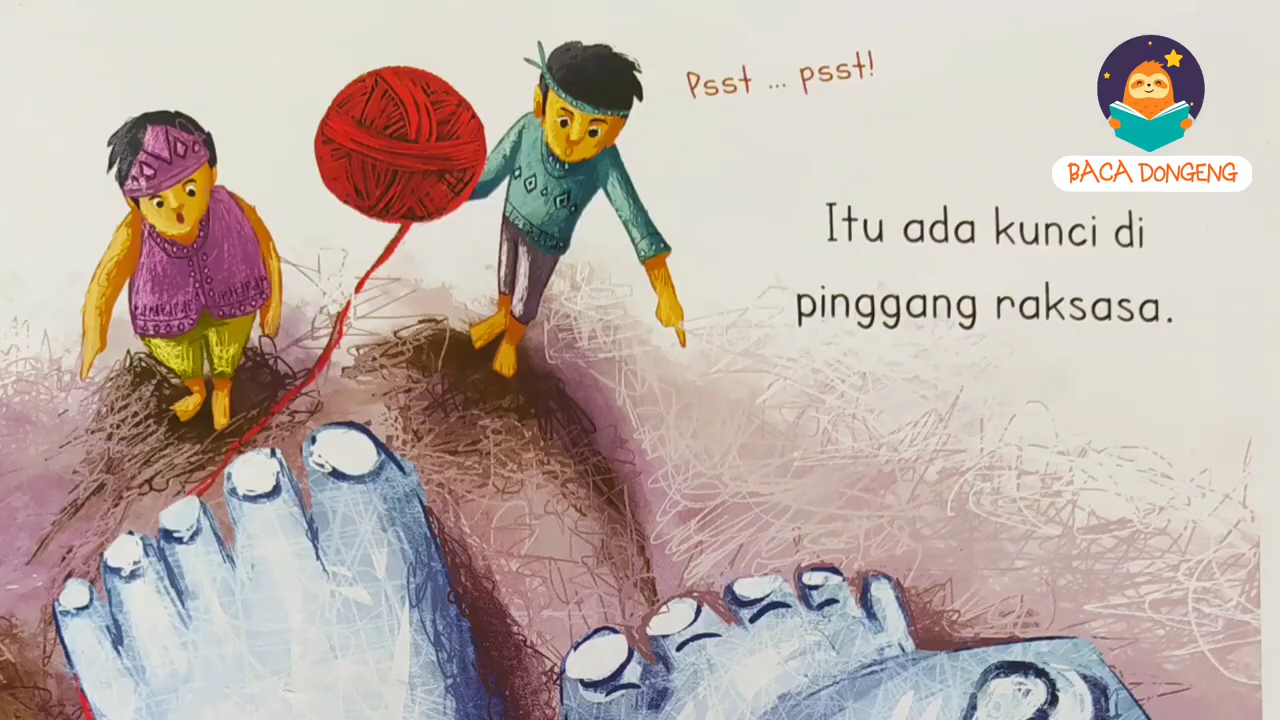 Psst ... psst!
BACA DONGENG
Itu ada kunci di
pinggang raksasa.